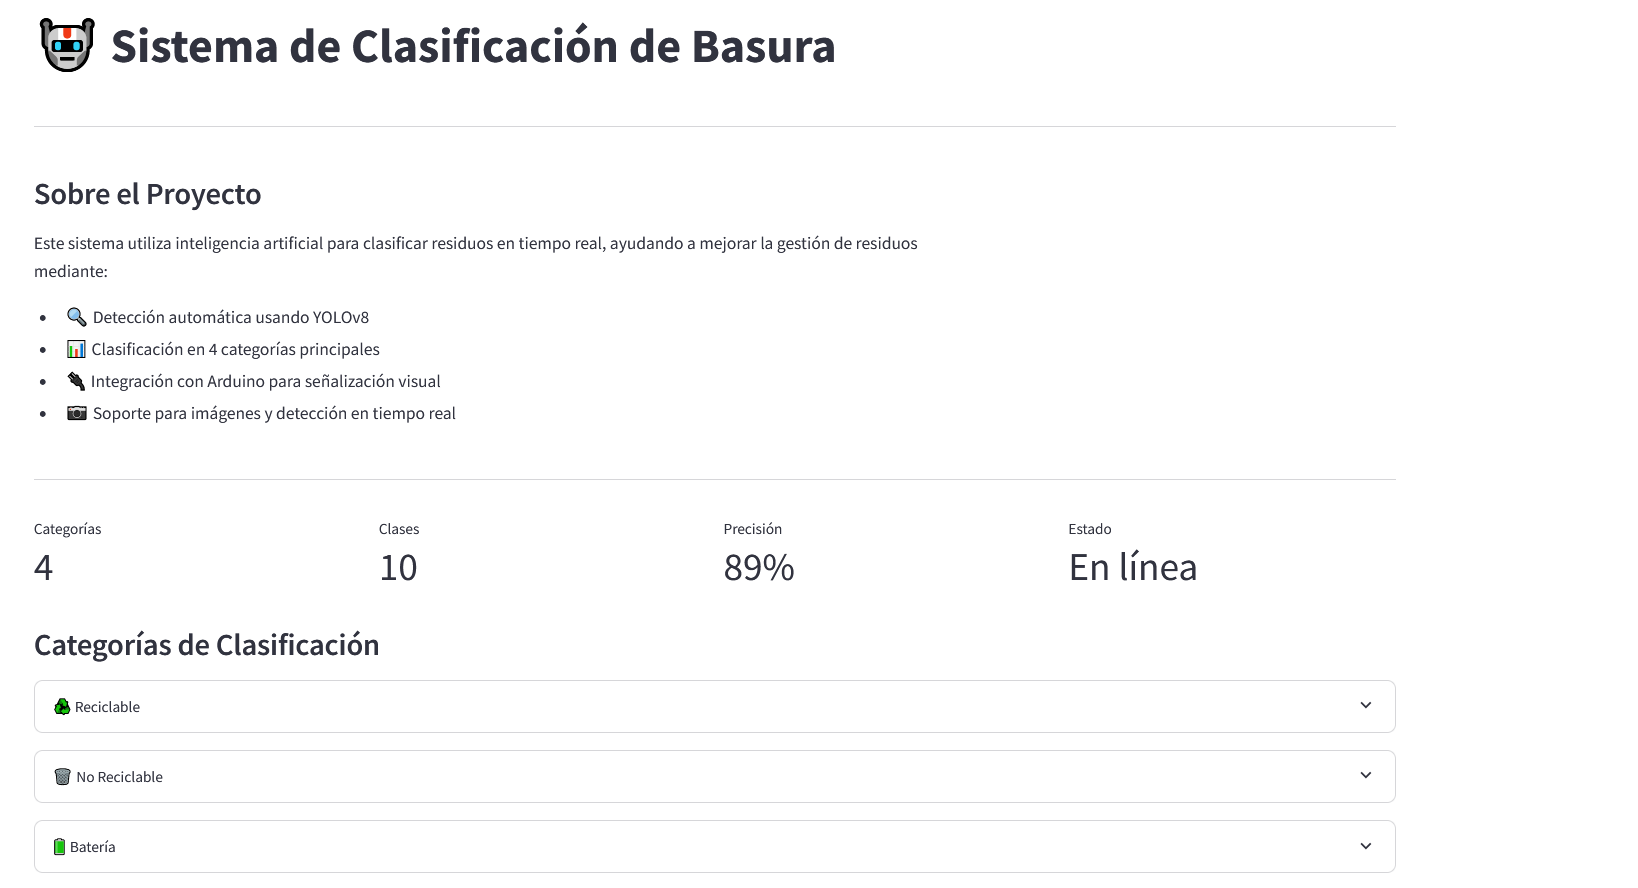 Sistema de Clasificación de Basura
Sobre el Proyecto
Este sistema utiliza inteligencia artificial para clasificar residuos en tiempo real, ayudando a mejorar la gestión de residuos
mediante:
Detección automática usando YOLOv8
Clasificación en 4 categorías principales
Integración con Arduino para señalización visual
Soporte para imágenes y detección en tiempo real
Categorías
4
Clases
10
Precisión
89%
Estado
En línea
Categorías de Clasificación
Reciclable
No Reciclable
Batería